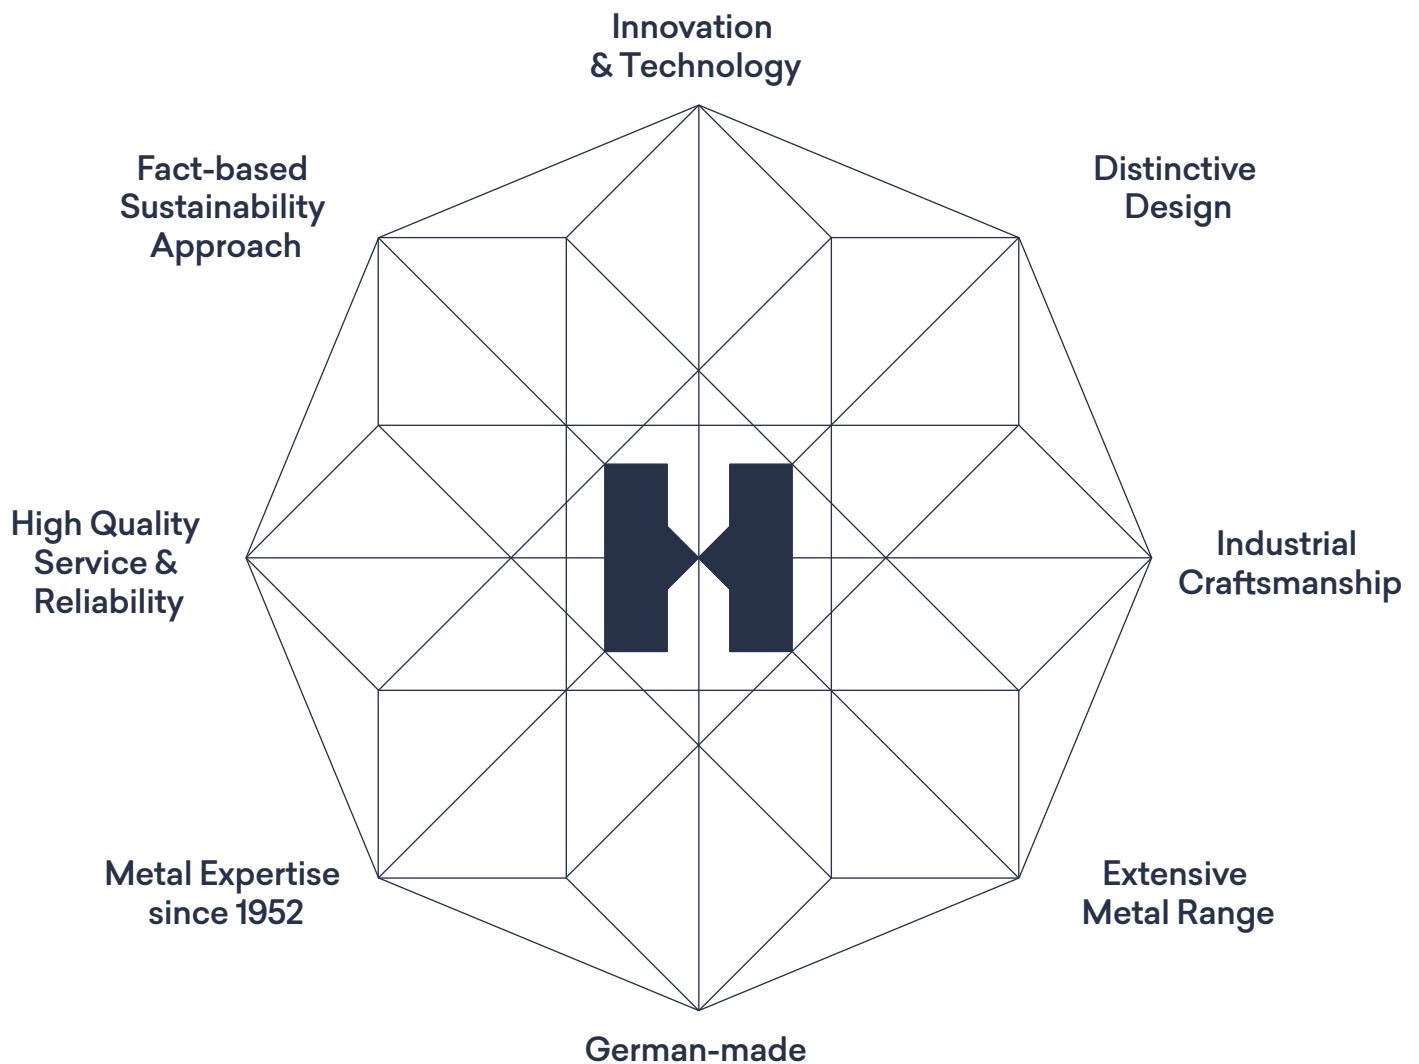 Innovation
& Technology
Fact-based
Sustainability
Approach
Distinctive
Design
High Quality
Service &
Reliability
Industrial
Craftsmanship
Metal Expertise
since 1952
Extensive
Metal Range
German-made